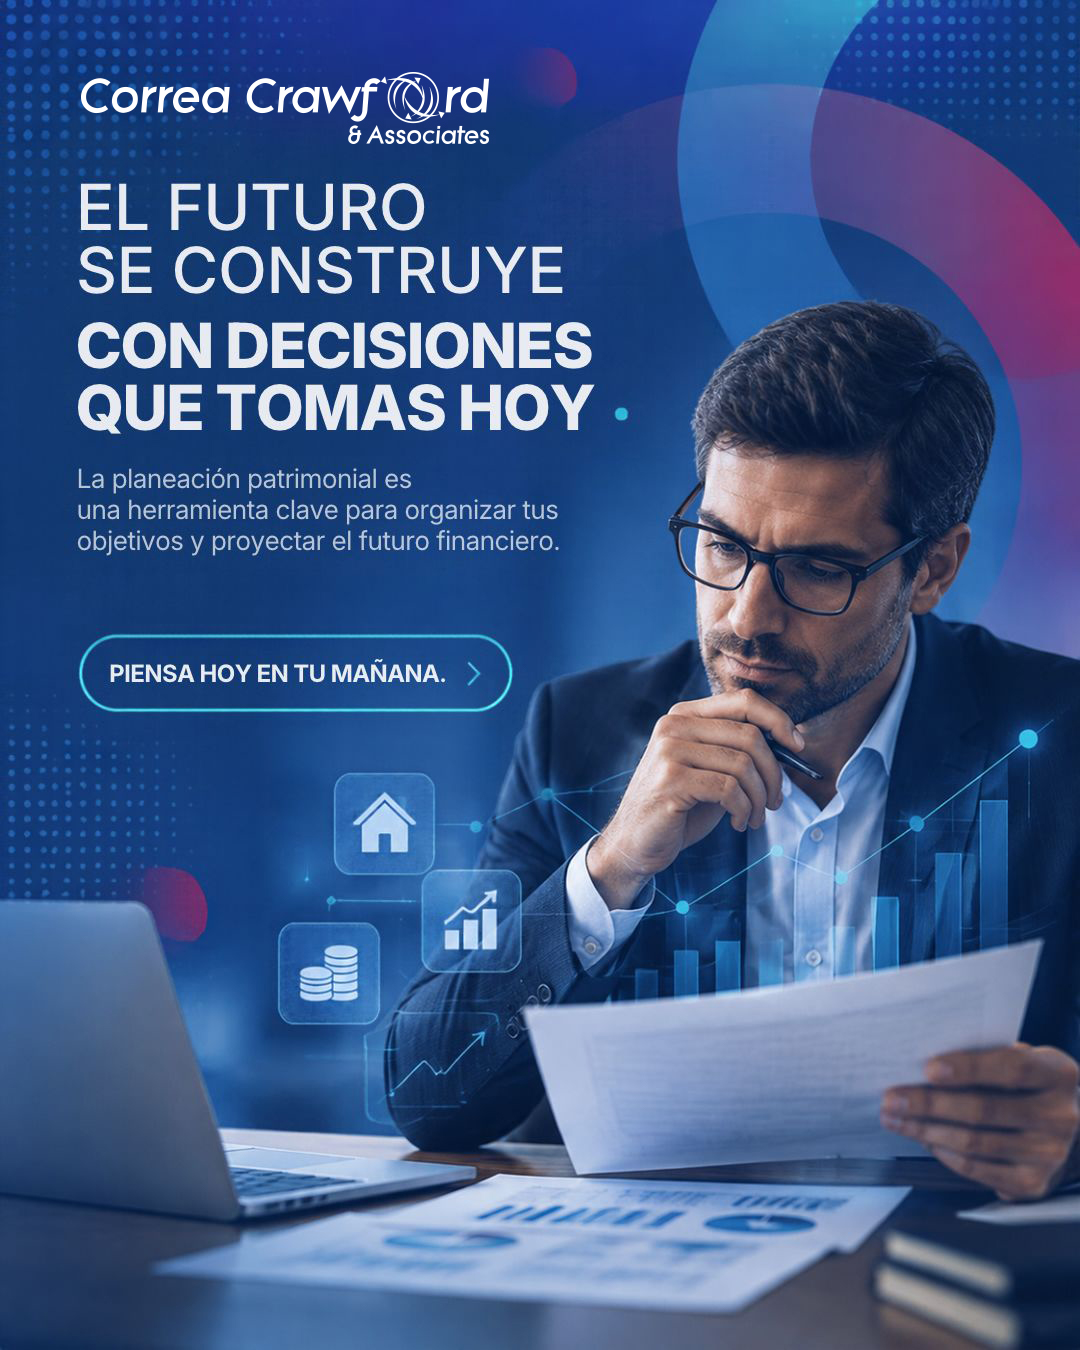 Correa Crawford
& Associates
EL FUTURO
SE CONSTRUYE
CON DECISIONES
QUE TOMAS HOY
La planeación patrimonial es
una herramienta clave para organizar tus
objetivos y proyectar el futuro financiero.
PIENSA HOY EN TU MAÑANA.